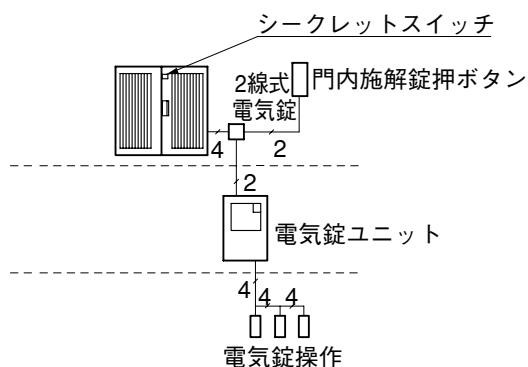 シークレットスイッチ
2線式
電気錠
門内施解錠押ボタン
4
2
2
電気錠ユニット
4
4
4
電気錠操作